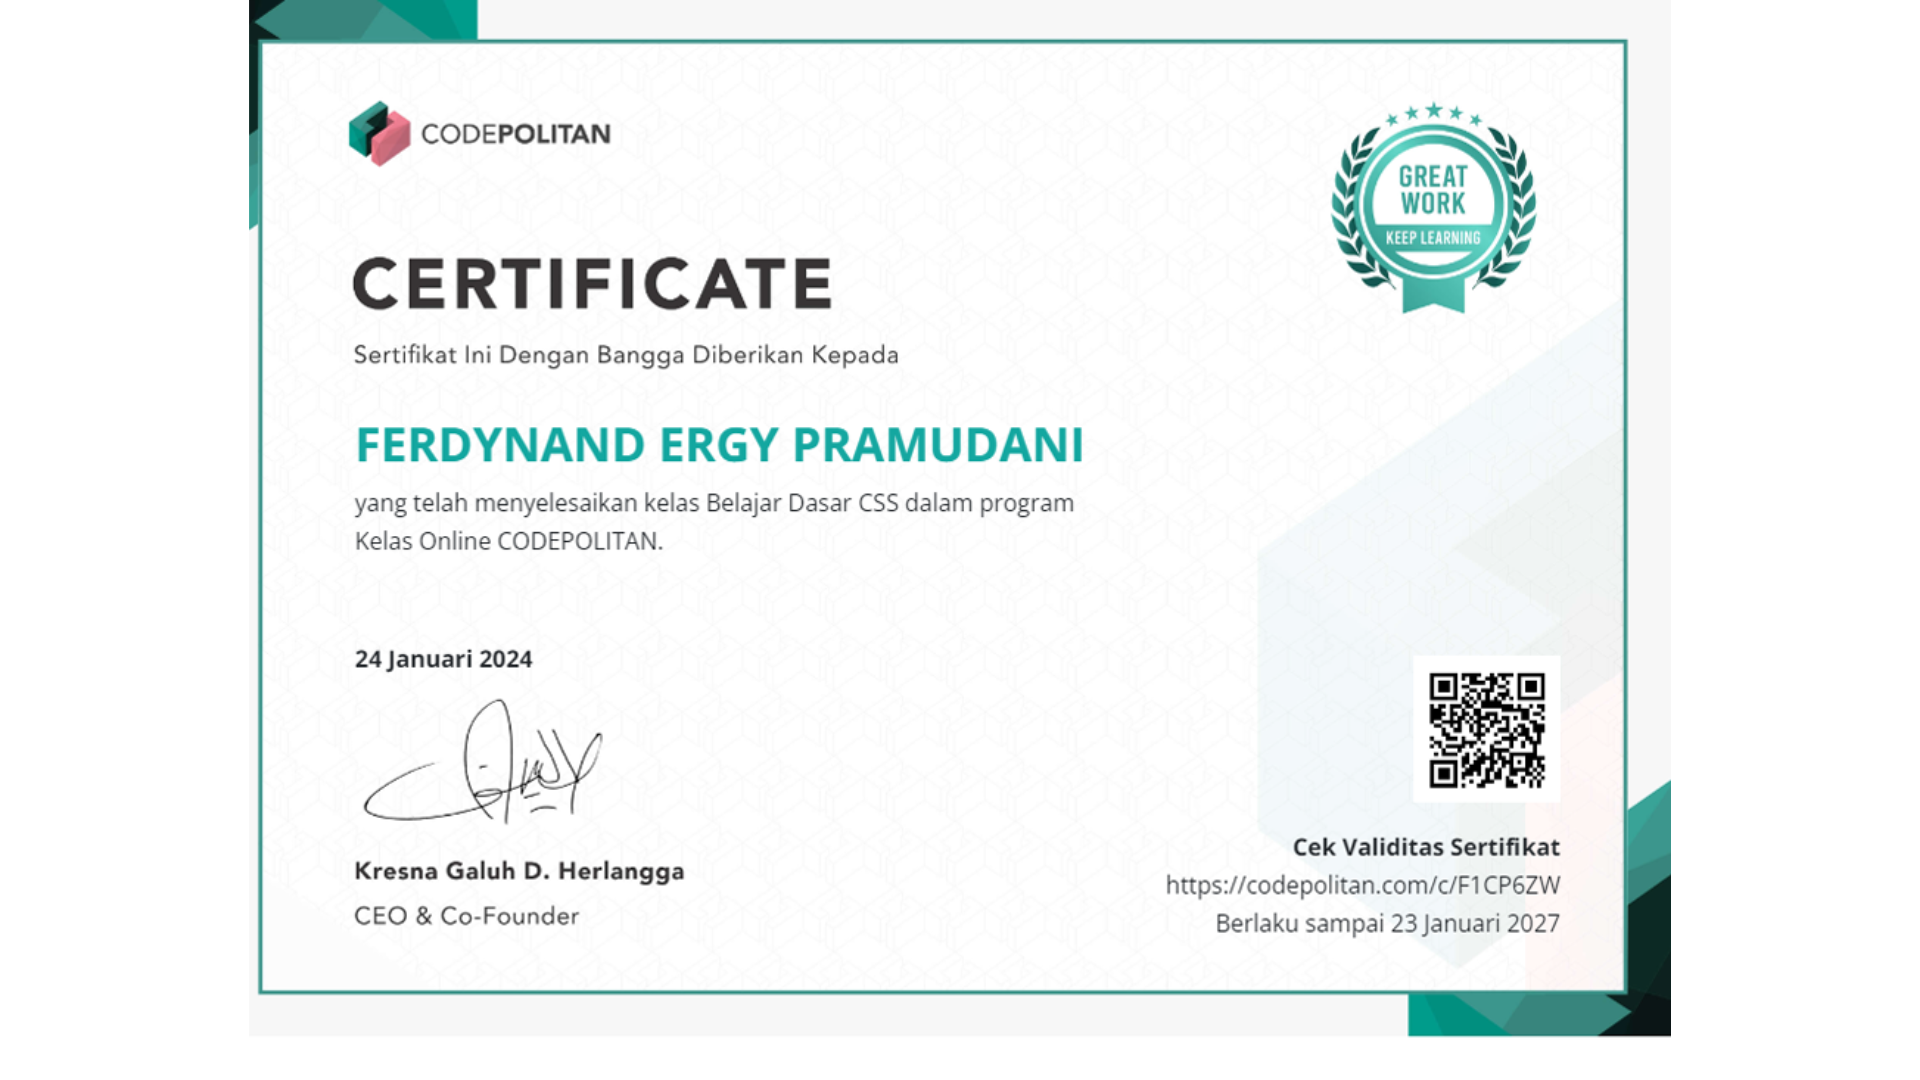 CODEPOLITAN
GREAT
WORK
KEEP LEARNING
CERTIFICATE
Sertifikat Ini Dengan Bangga Diberikan Kepada
FERDYNAND ERGY PRAMUDANI
yang telah menyelesaikan kelas Belajar Dasar CSS dalam program
Kelas Online CODEPOLITAN.
24 Januari 2024
Kresna Galuh D. Herlangga
CEO & Co-Founder
Cek Validitas Sertifikat
https://codepolitan.com/c/F1CP6ZW
Berlaku sampai 23 Januari 2027